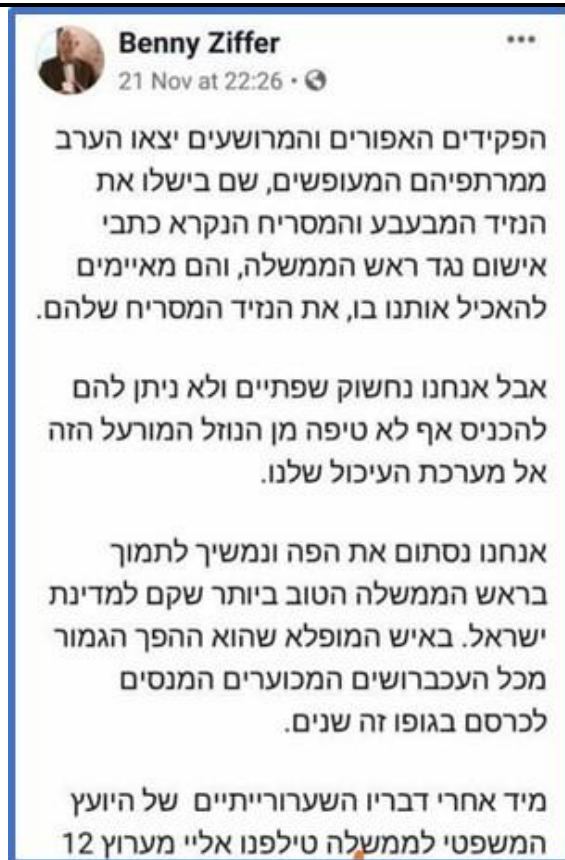 Benny Ziffer
21 Nov at 22:26 •
הפקידים האפורים והמרושעים יצאו הערב
ממרתפיהם המעופשים, שם בישלו את
הנזיד המבעבע והמסריח הנקרא כתבי
אישום נגד ראש הממשלה, והם מאיימים
להאכיל אותנו בו, את הנזיד המסריח שלהם.
אבל אנחנו נחשוק שפתיים ולא ניתן להם
להכניס אף לא טיפה מן הנוזל המורעל הזה
אל מערכת העיכול שלנו.
אנחנו נסתום את הפה ונמשיך לתמוך
בראש הממשלה הטוב ביותר שקם למדינת
ישראל. באיש המופלא שהוא ההפך הגמור
מכל העכברושים המכוערים המנסים
לכרסם בגופו זה שנים.
מיד אחרי דבריו השערורייתיים של היועץ
המשפטי לממשלה טילפנו אליי מערוץ 12